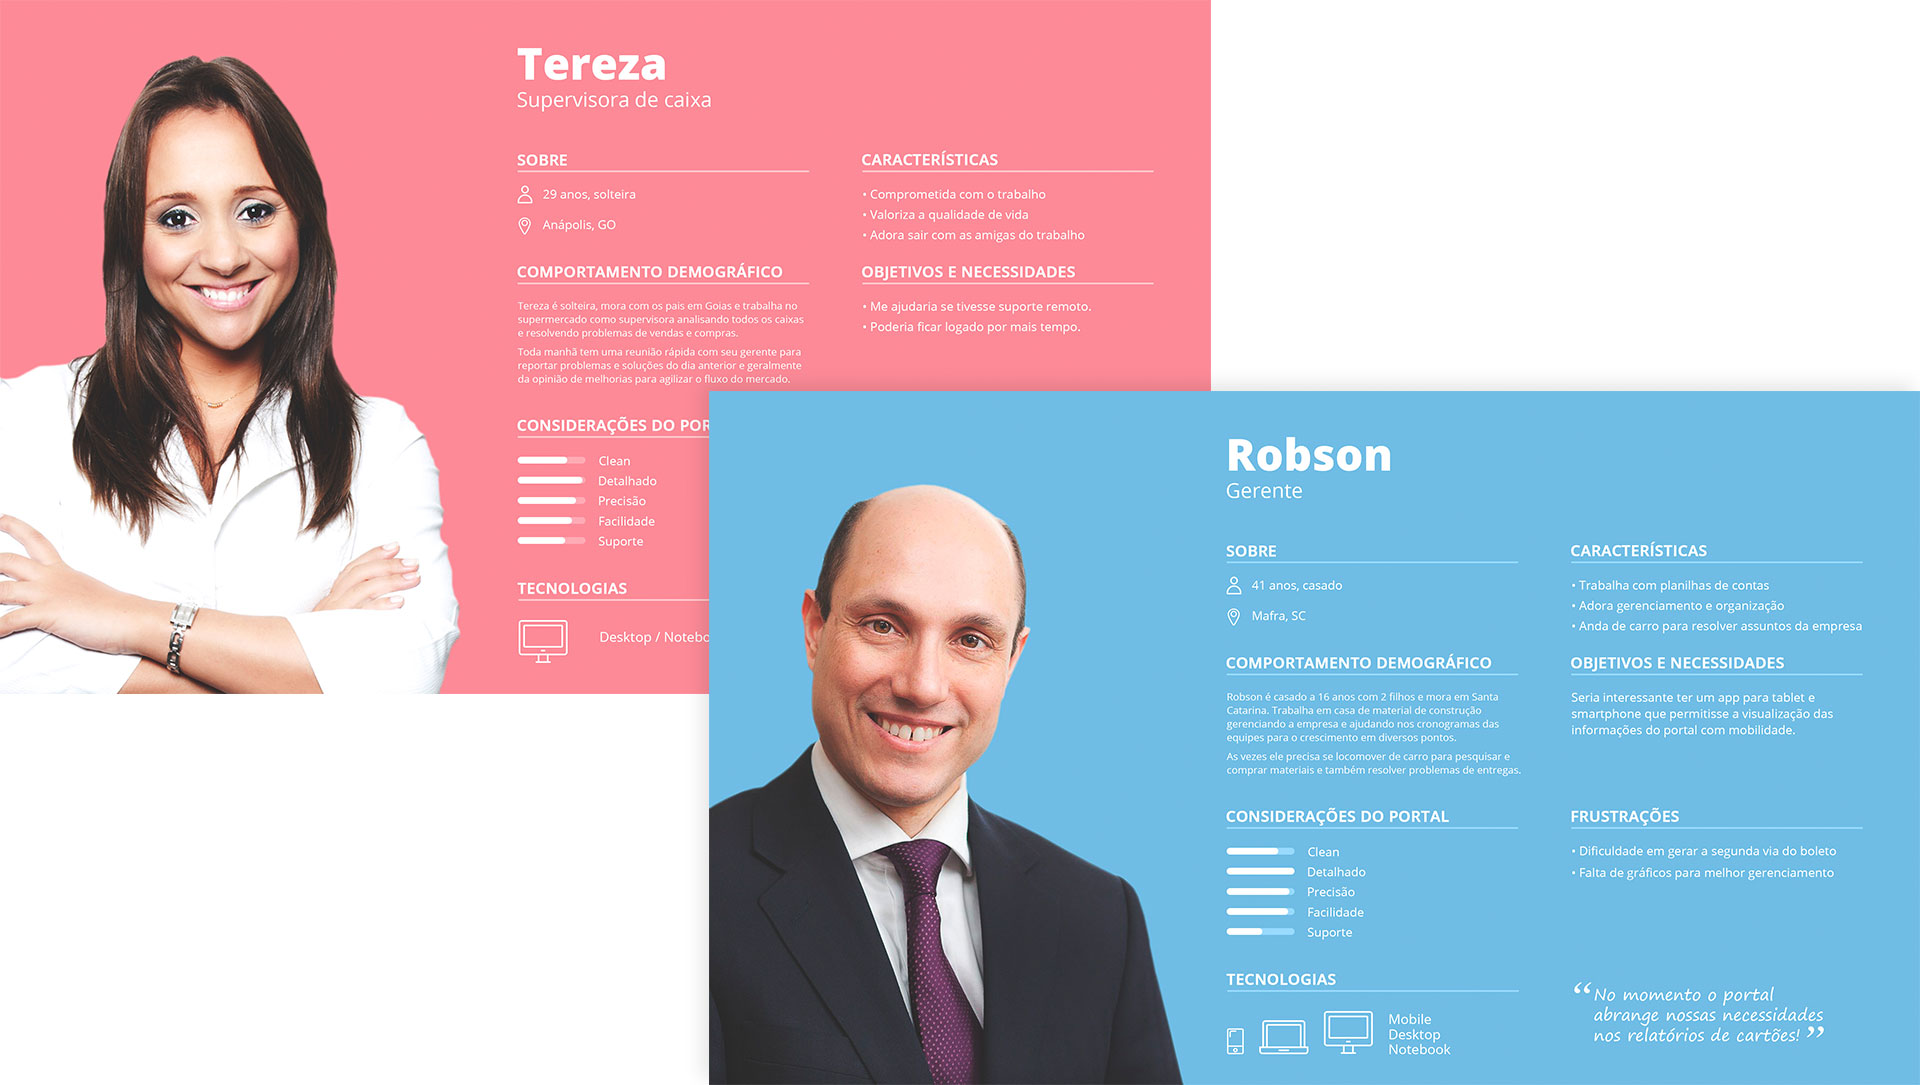 Tereza
Supervisora de caixa
SOBRE
29 anos, solteira
Anápolis, GO
COMPORTAMENTO DEMOGRÁFICO
Tereza é solteira, mora com os pais em Goias e trabalha no
supermercado como supervisora analisando todos os caixas
e resolvendo problemas de vendas e compras.
Toda manhã tem uma reunião rápida com seu gerente para
reportar problemas e soluções do dia anterior e geralmente
da opinião de melhorias para agilizar o fluxo do mercado.
CONSIDERAÇÕES DO POR
Clean
Detalhado
Precisão
Facilidade
Suporte
TECNOLOGIAS
Desktop / Notebo
CARACTERÍSTICAS
• Comprometida com o trabalho
• Valoriza a qualidade de vida
• Adora sair com as amigas do trabalho
OBJETIVOS E NECESSIDADES
• Me ajudaría se tivesse suporte remoto.
• Poderia ficar logado por mais tempo.
Robson
Gerente
SOBRE
41 anos, casado
Mafra, SC
COMPORTAMENTO DEMOGRÁFICO
Robson é casado a 16 anos com 2 filhos e mora em Santa
Catarina. Trabalha em casa de material de construção
gerenciando a empresa e ajudando nos cronogramas das
equipes para o crescimento em diversos pontos.
As vezes ele precisa se locomover de carro para pesquisar e
comprar materiais e também resolver problemas de entregas.
CONSIDERAÇÕES DO PORTAL
Clean
Detalhado
Precisão
Facilidade
Suporte
TECNOLOGIAS
Mobile
Desktop
Notebook
CARACTERÍSTICAS
• Trabalha com planilhas de contas
• Adora gerenciamento e organização
• Anda de carro para resolver assuntos da empresa
OBJETIVOS E NECESSIDADES
Seria interessante ter um app para tablet e
smartphone que permitisse a visualização das
informações do portal com mobilidade.
FRUSTRAÇÕES
• Dificuldade em gerar a segunda via do boleto
• Falta de gráficos para melhor gerenciamento
“No momento o portal
abrange nossas necessidades
nos relatórios de cartões!”